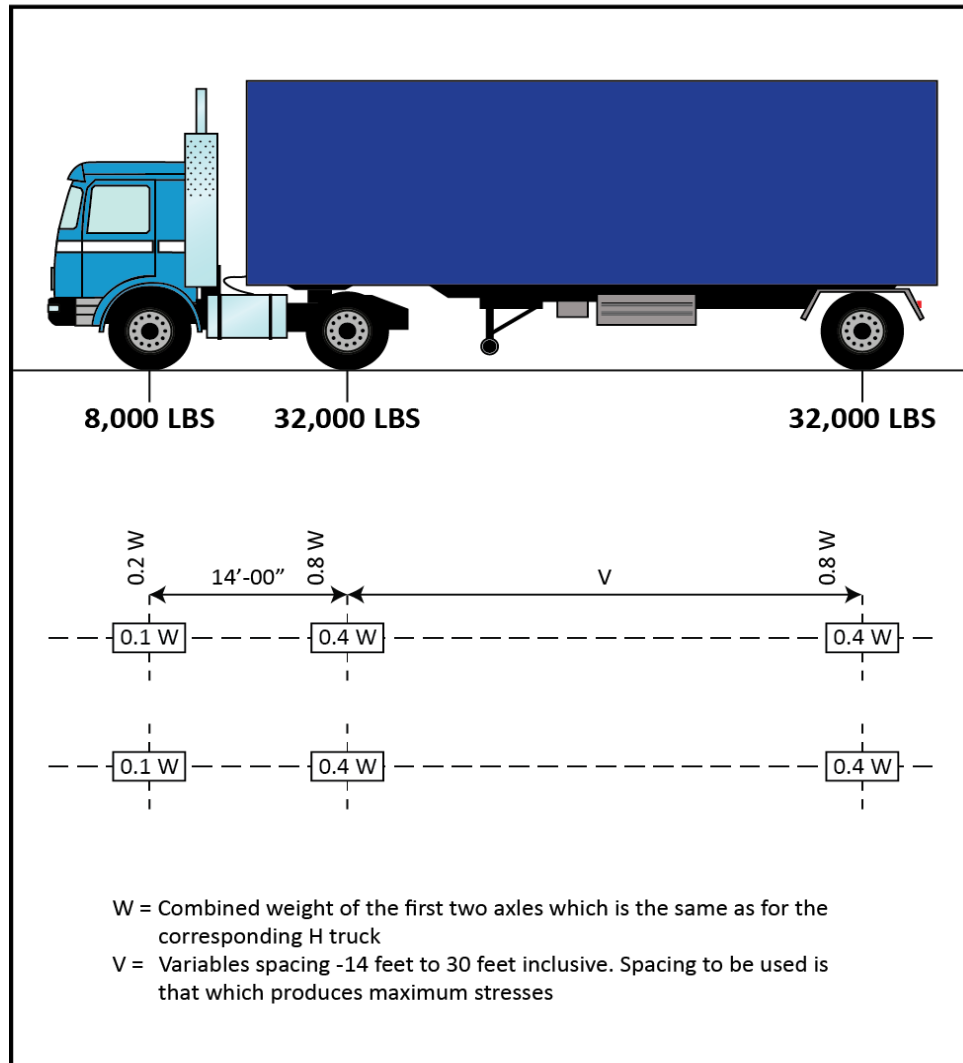 8,000 LBS 32,000 LBS 32,000 LBS
0.2 W 0.8 W 0.8 W
14’-00” V
0.1 W 0.4 W 0.4 W
0.1 W 0.4 W 0.4 W
W = Combined weight of the first two axles which is the same as for the
corresponding H truck
V = Variables spacing -14 feet to 30 feet inclusive. Spacing to be used is
that which produces maximum stresses